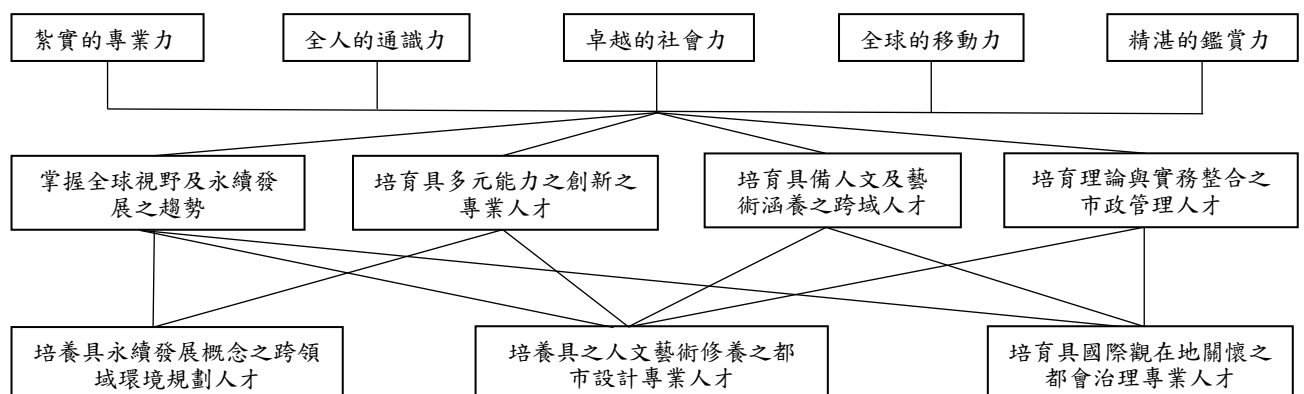 紮實的專業力
全人的通識力
卓越的社會力
全球的移動力
精湛的鑑賞力
掌握全球視野及永續發
展之趨勢
培育具多元能力之創新之
專業人才
培育具備人文及藝
術涵養之跨域人才
培育理論與實務整合之
市政管理人才
培養具永續發展概念之跨領
域環境規劃人才
培養具之人文藝術修養之都
市設計專業人才
培育具國際觀在地關懷之
都會治理專業人才